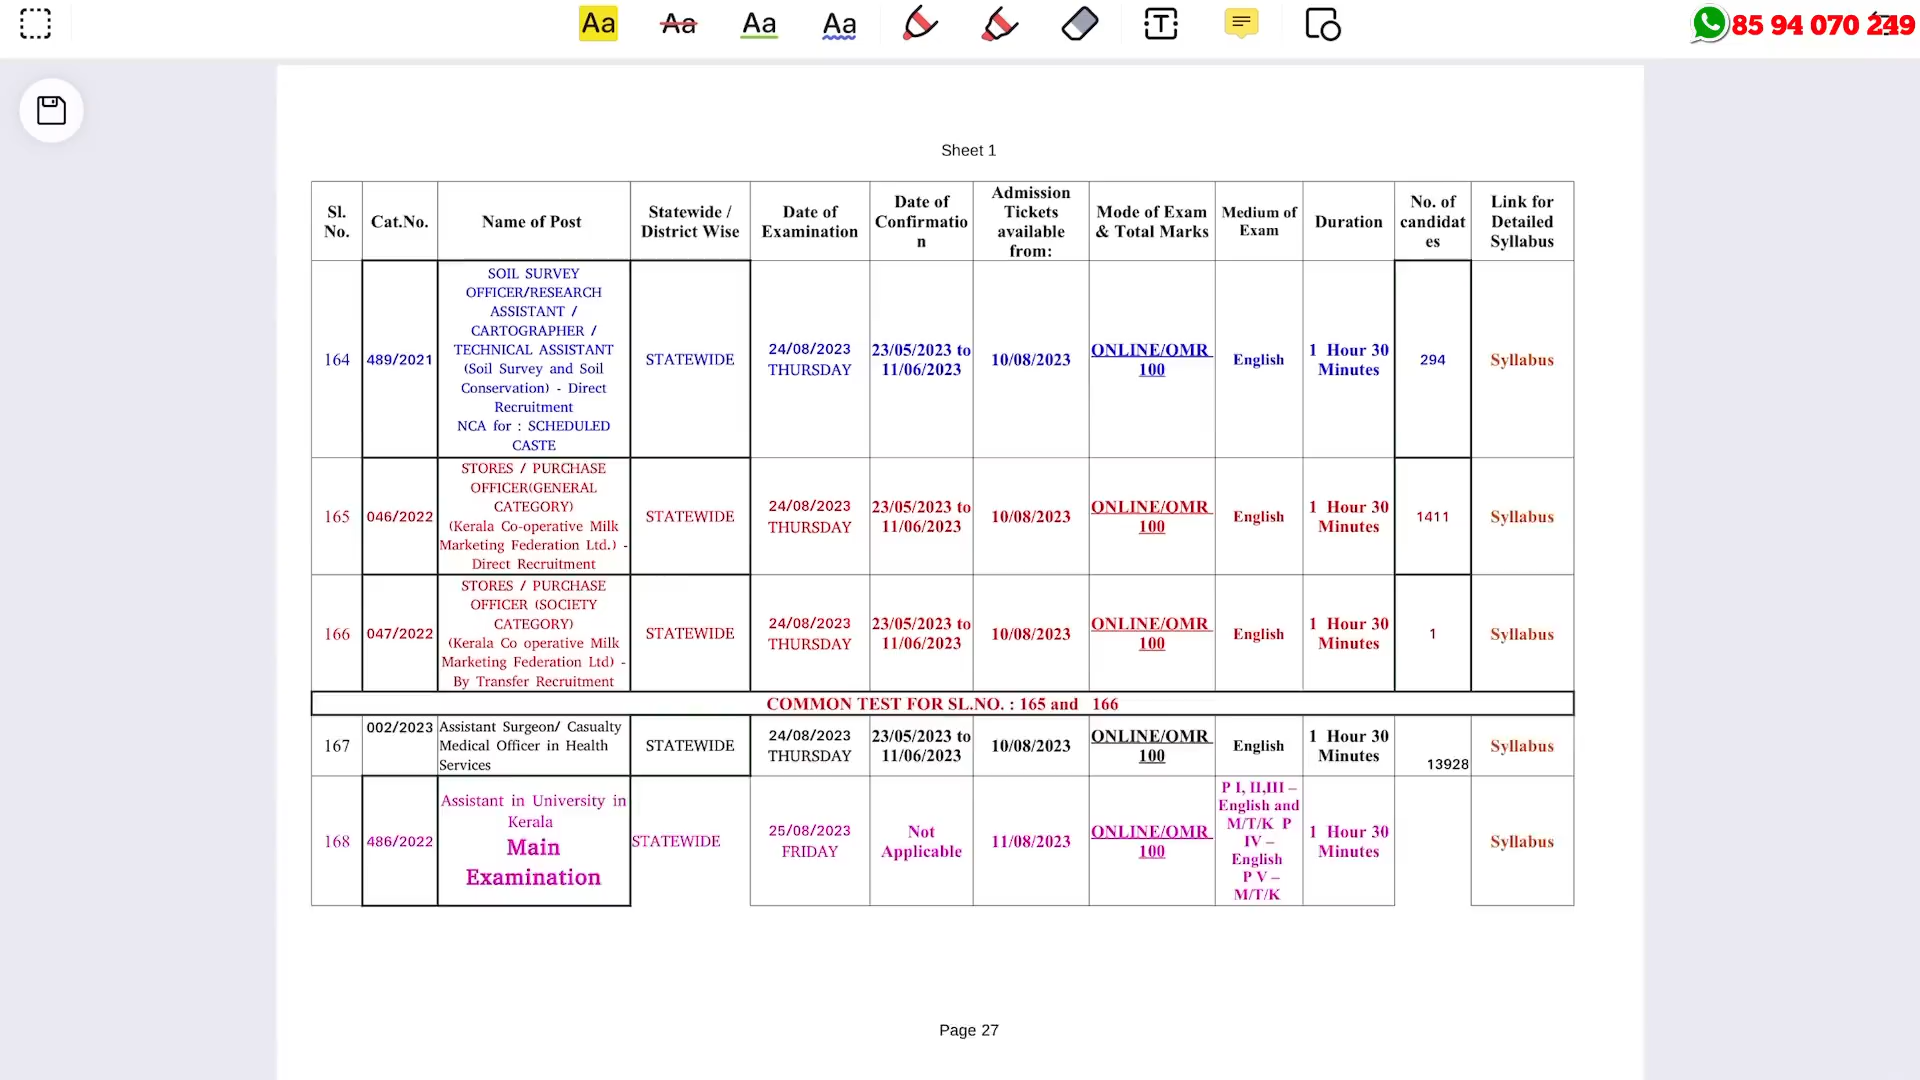 Aa Aa Aa Aa T
85 94 070 249
Sheet 1
Sl. No. Cat.No. Name of Post Statewide / District Wise Date of Examination Date of Confirmatio n Admission Tickets available from: Mode of Exam & Total Marks Medium of Exam Duration No. of candidat es Link for Detailed Syllabus
164 489/2021 SOIL SURVEY OFFICER/RESEARCH ASSISTANT / CARTOGRAPHER / TECHNICAL ASSISTANT (Soil Survey and Soil Conservation) - Direct Recruitment NCA for : SCHEDULED CASTE STATEWIDE 24/08/2023 THURSDAY 23/05/2023 to 11/06/2023 10/08/2023 ONLINE/OMR 100 English 1 Hour 30 Minutes 294 Syllabus
165 046/2022 STORES / PURCHASE OFFICER(GENERAL CATEGORY) (Kerala Co-operative Milk Marketing Federation Ltd.) - Direct Recruitment STATEWIDE 24/08/2023 THURSDAY 23/05/2023 to 11/06/2023 10/08/2023 ONLINE/OMR 100 English 1 Hour 30 Minutes 1411 Syllabus
166 047/2022 STORES / PURCHASE OFFICER (SOCIETY CATEGORY) (Kerala Co operative Milk Marketing Federation Ltd) - By Transfer Recruitment STATEWIDE 24/08/2023 THURSDAY 23/05/2023 to 11/06/2023 10/08/2023 ONLINE/OMR 100 English 1 Hour 30 Minutes 1 Syllabus
COMMON TEST FOR SL.NO. : 165 and 166
167 002/2023 Assistant Surgeon/ Casualty Medical Officer in Health Services STATEWIDE 24/08/2023 THURSDAY 23/05/2023 to 11/06/2023 10/08/2023 ONLINE/OMR 100 English 1 Hour 30 Minutes 13928 Syllabus
168 486/2022 Assistant in University in Kerala Main Examination STATEWIDE 25/08/2023 FRIDAY Not Applicable 11/08/2023 ONLINE/OMR 100 P I, II,III – English and M/T/K P IV – English P V – M/T/K 1 Hour 30 Minutes Syllabus
Page 27